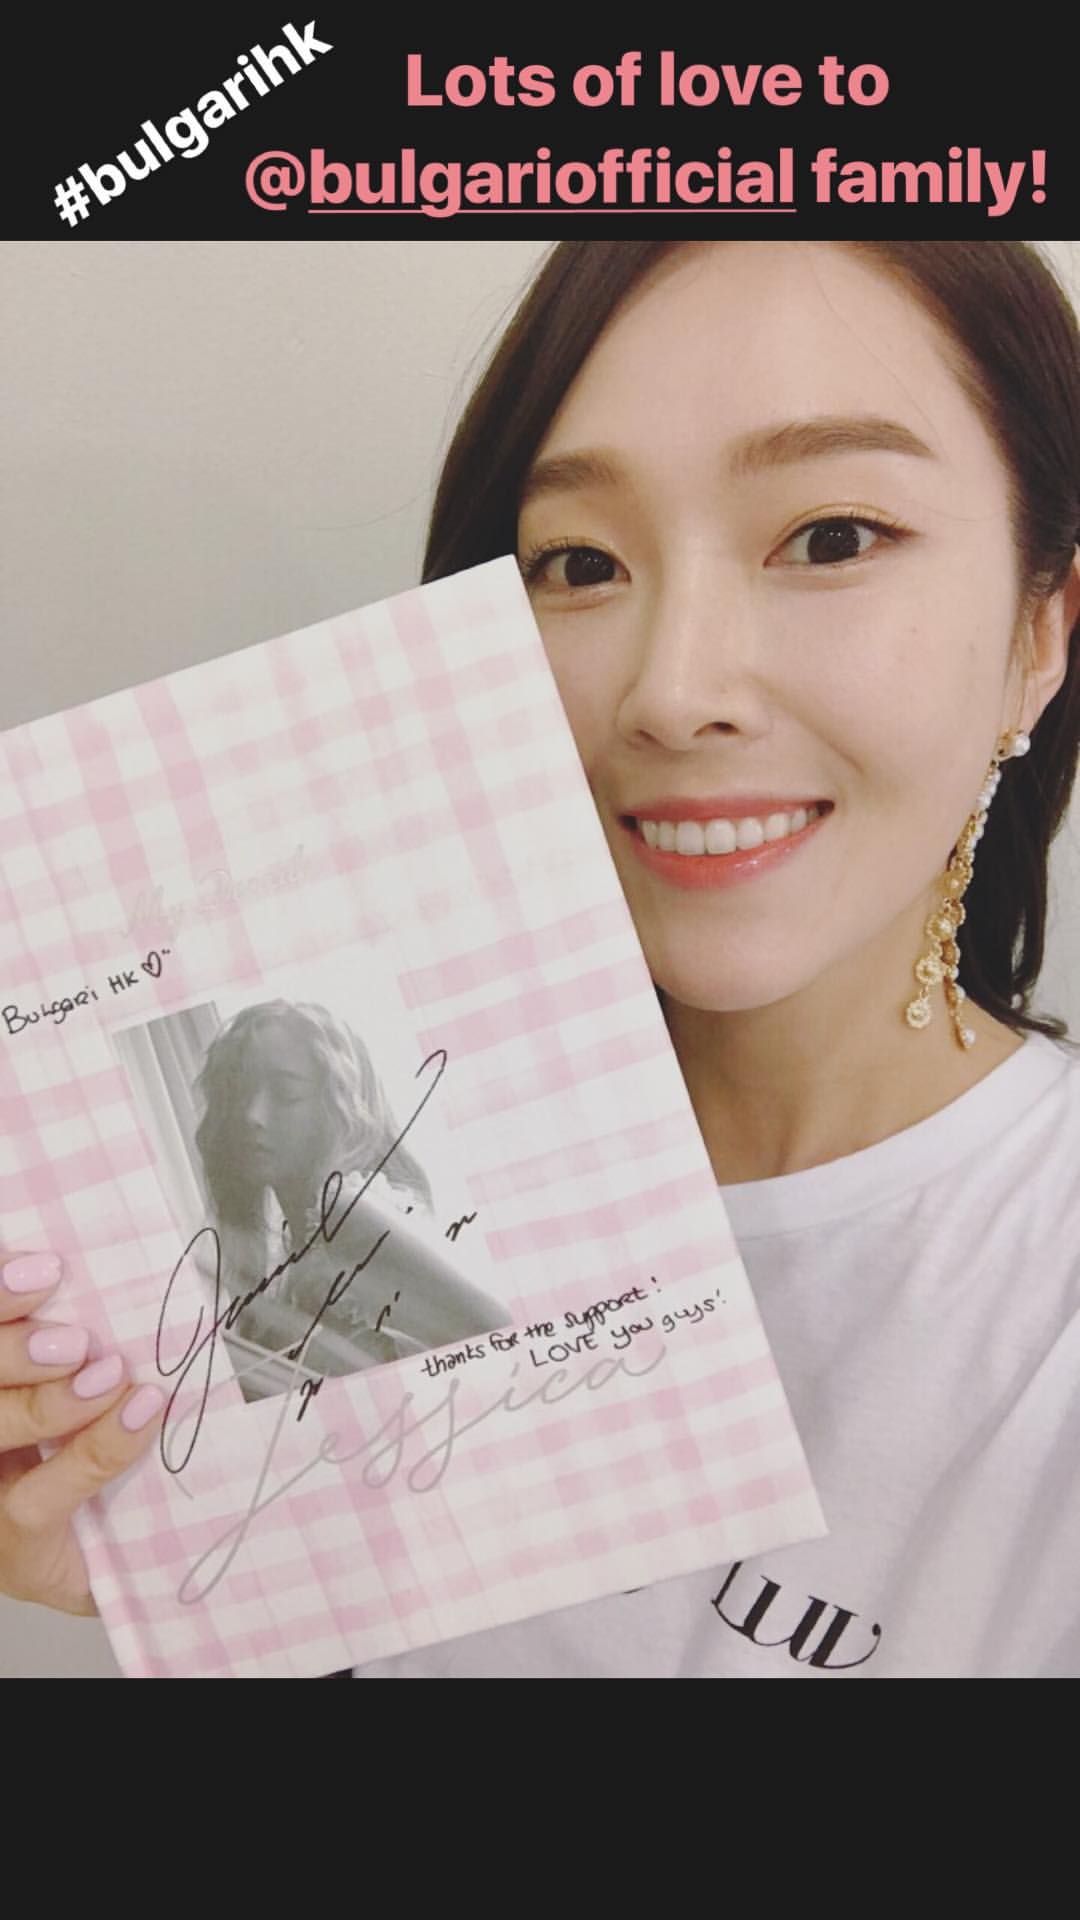 #bulgarihk
Lots of love to
@bulgariofficial family!
My Decade
BuLgaRi HK
thanks for the support!
LOVE you guys!
Jessica
LUV